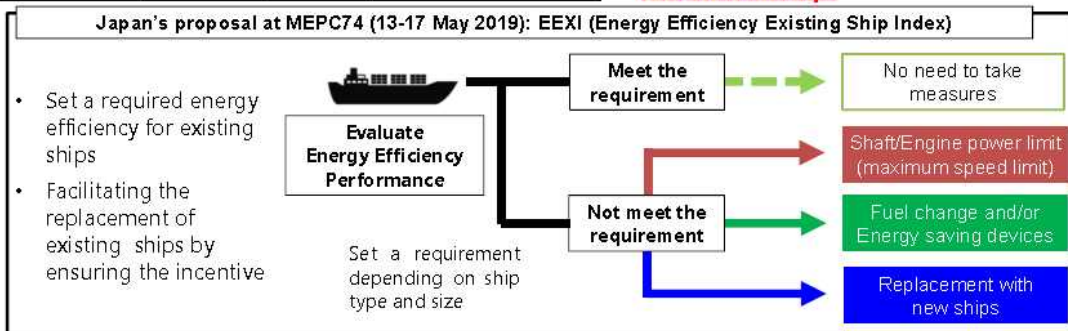 Japan's proposal at MEPC74 (13-17 May 2019): EEXI (Energy Efficiency Existing Ship Index)
• Set a required energy
efficiency for existing
ships
• Facilitating the
replacement of
existing ships by
ensuring the incentive
Evaluate
Energy Efficiency
Performance
Set a requirement
depending on ship
type and size
Meet the
requirement
Not meet the
requirement
No need to take
measures
Shaft/Engine power limit
(maximum speed limit)
Fuel change and/or
Energy saving devices
Replacement with
new ships